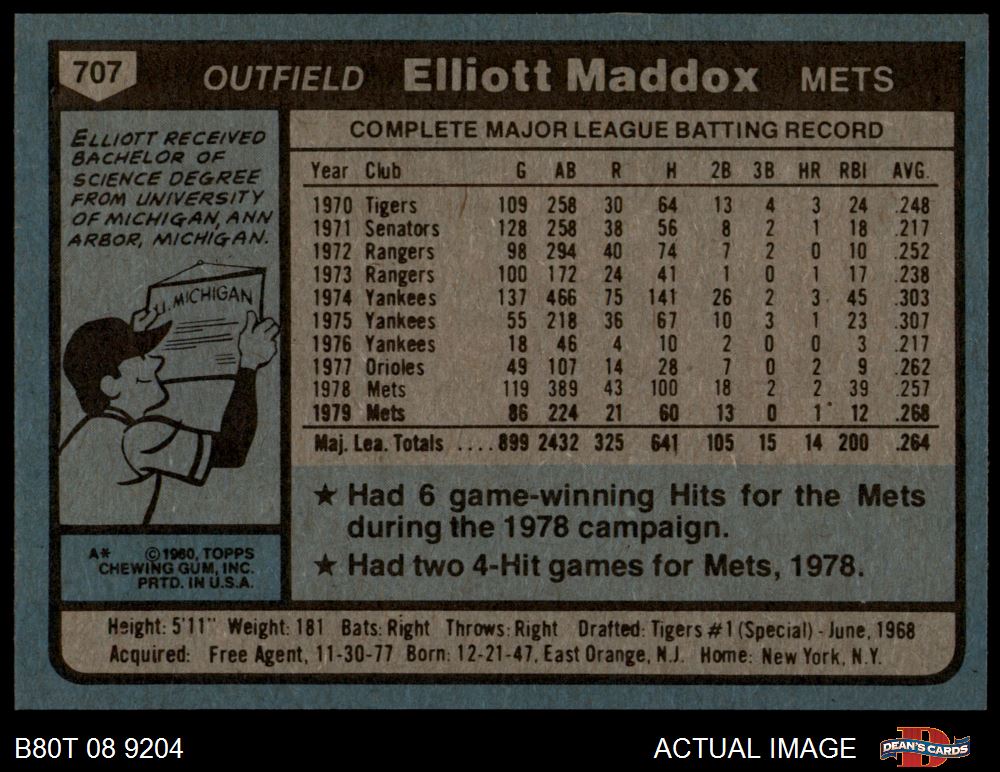 707 OUTFIELD Elliott Maddox METS
ELLIOTT RECEIVED
BACHELOR OF
SCIENCE DEGREE
FROM UNIVERSITY
OF MICHIGAN, ANN
ARBOR, MICHIGAN.
U. MICHIGAN
A* ©1980, TOPPS
CHEWING GUM, INC.
PRTD. IN U.S.A.
COMPLETE MAJOR LEAGUE BATTING RECORD
Year Club G AB R H 2B 3B HR RBI AVG.
1970 Tigers 109 258 30 64 13 4 3 24 .248
1971 Senators 128 258 38 56 8 2 1 18 .217
1972 Rangers 98 294 40 74 7 2 0 10 .252
1973 Rangers 100 172 24 41 1 0 1 17 .238
1974 Yankees 137 466 75 141 26 2 3 45 .303
1975 Yankees 55 218 36 67 10 3 1 23 .307
1976 Yankees 18 46 4 10 2 0 0 3 .217
1977 Orioles 49 107 14 28 7 0 2 9 .262
1978 Mets 119 389 43 100 18 2 2 39 .257
1979 Mets 86 224 21 60 13 0 1 12 .268
Maj. Lea. Totals .... 899 2432 325 641 105 15 14 200 .264
★ Had 6 game-winning Hits for the Mets
during the 1978 campaign.
★ Had two 4-Hit games for Mets, 1978.
Height: 5'11" Weight: 181 Bats: Right Throws: Right Drafted: Tigers #1 (Special) - June, 1968
Acquired: Free Agent, 11-30-77 Born: 12-21-47, East Orange, N.J. Home: New York, N.Y.
B80T 08 9204 ACTUAL IMAGE D DEAN'S CARDS